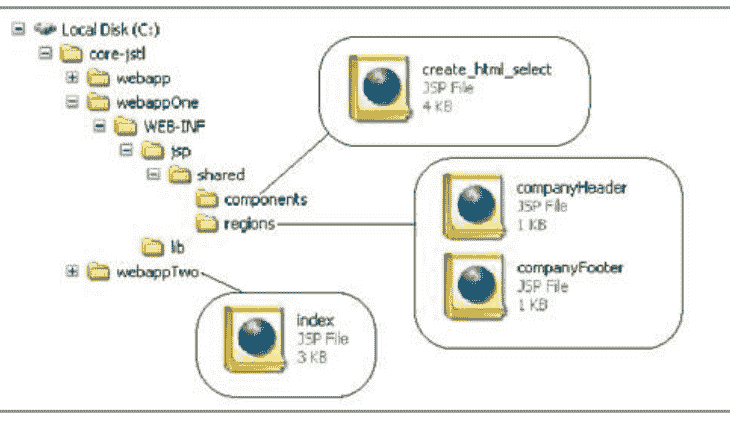 Local Disk (C:)
core-jstl
webapp
webappOne
WEB-INF
jsp
shared
components
regions
lib
webappTwo
create_html_select
JSP File
4 KB
companyHeader
JSP File
1 KB
companyFooter
JSP File
1 KB
index
JSP File
3 KB